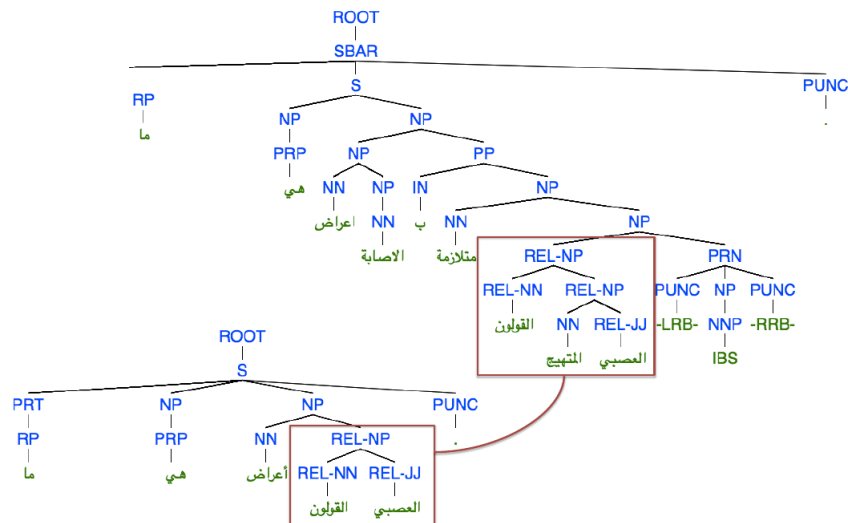 ROOT
SBAR
RP S PUNC
ما .
NP NP
PRP NP PP
هي NN NP IN NP
اعراض NN ب NN NP
الاصابة متلازمة REL-NP PRN
REL-NN REL-NP PUNC NP PUNC
القولون NN REL-JJ -LRB- NNP -RRB-
المتهيج العصبي IBS
ROOT
S
PRT NP NP PUNC
RP PRP NN REL-NP .
ما هي أعراض REL-NN REL-JJ
القولون العصبي